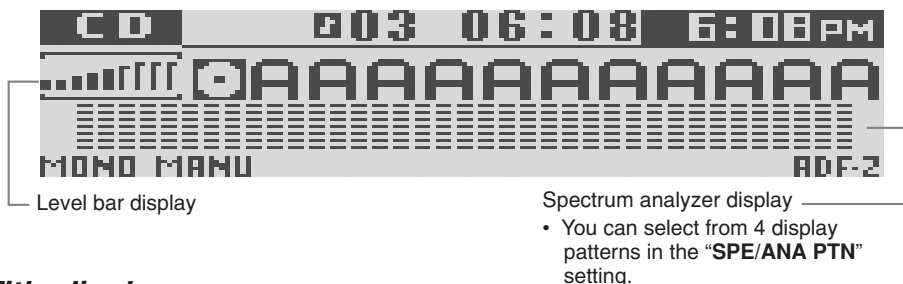 CD ♪03 06:08 6:08PM
AAAAAAAAAAA
MONO MANU ADF-2
Level bar display
Spectrum analyzer display
• You can select from 4 display
patterns in the “SPE/ANA PTN”
setting.